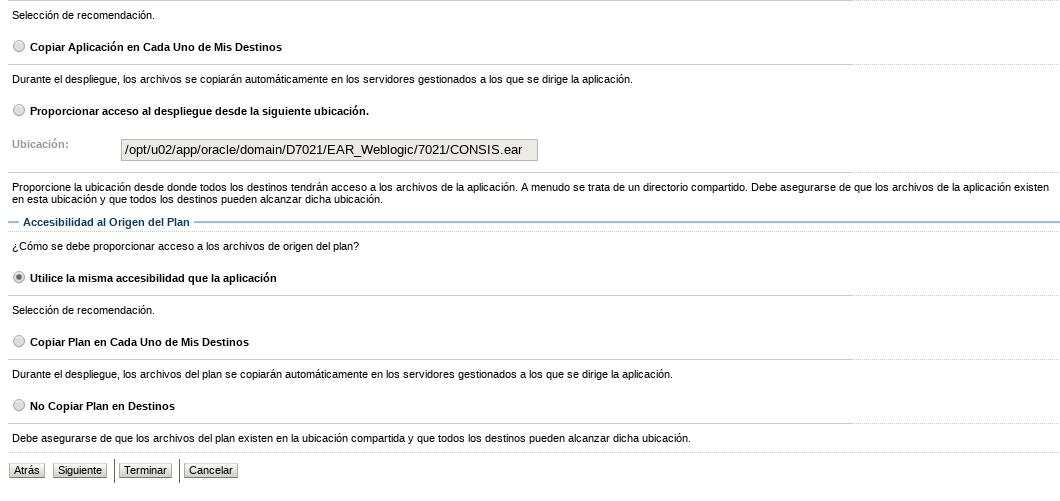 Selección de recomendación.
Copiar Aplicación en Cada Uno de Mis Destinos
Durante el despliegue, los archivos se copiarán automáticamente en los servidores gestionados a los que se dirige la aplicación.
Proporcionar acceso al despliegue desde la siguiente ubicación.
Ubicación: /opt/u02/app/oracle/domain/D7021/EAR_Weblogic/7021/CONSIS.ear
Proporcione la ubicación desde donde todos los destinos tendrán acceso a los archivos de la aplicación. A menudo se trata de un directorio compartido. Debe asegurarse de que los archivos de la aplicación existen
en esta ubicación y que todos los destinos pueden alcanzar dicha ubicación.
Accesibilidad al Origen del Plan
¿Cómo se debe proporcionar acceso a los archivos de origen del plan?
Utilice la misma accesibilidad que la aplicación
Selección de recomendación.
Copiar Plan en Cada Uno de Mis Destinos
Durante el despliegue, los archivos del plan se copiarán automáticamente en los servidores gestionados a los que se dirige la aplicación.
No Copiar Plan en Destinos
Debe asegurarse de que los archivos del plan existen en la ubicación compartida y que todos los destinos pueden alcanzar dicha ubicación.
Atrás Siguiente Terminar Cancelar